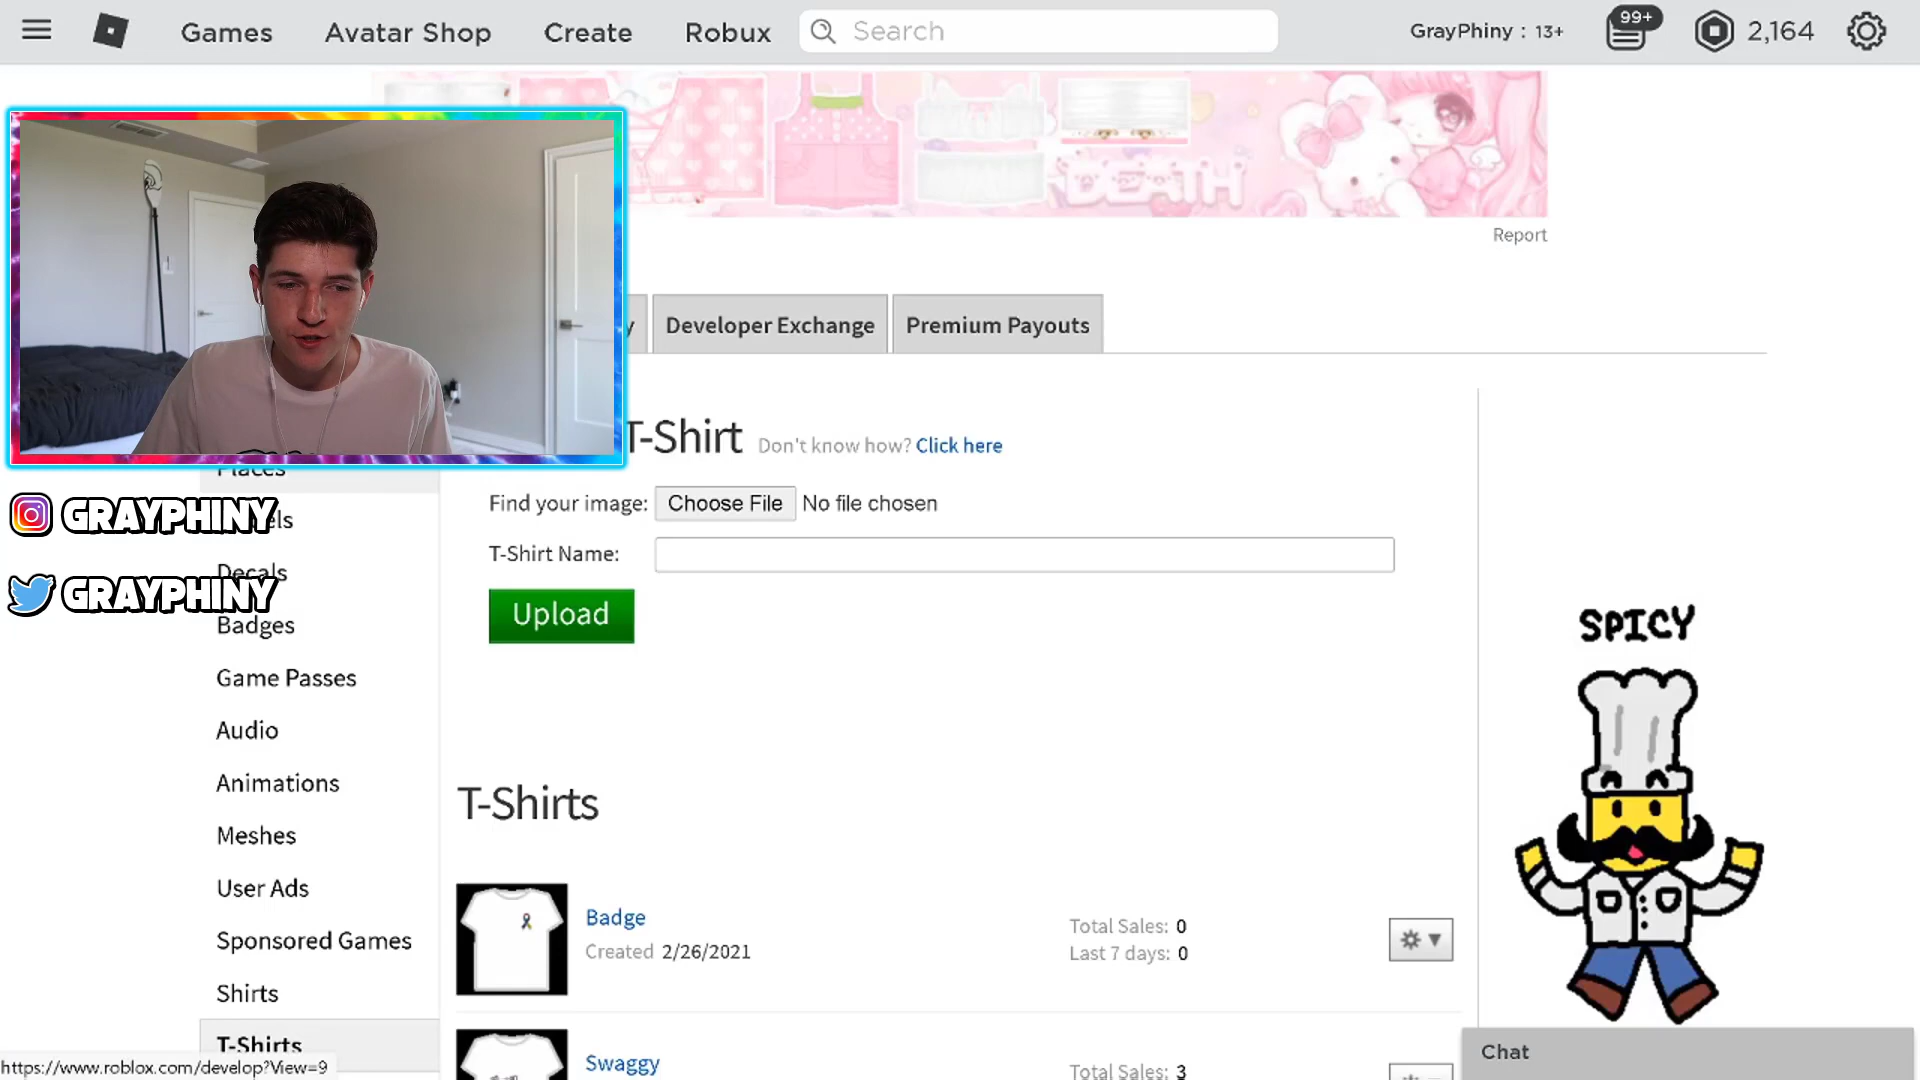 Games
Avatar Shop
Create
Robux
Search
GrayPhiny : 13+
99+
2,164
DEATH
Report
y
Developer Exchange
Premium Payouts
T-Shirt
Don't know how? Click here
Places
Find your image: Choose File No file chosen
GRAYPHINY
els
T-Shirt Name:
Decals
GRAYPHINY
Badges
Upload
SPICY
Game Passes
Audio
Animations
T-Shirts
Meshes
User Ads
Badge
Total Sales: 0
Created 2/26/2021
Last 7 days: 0
Sponsored Games
Shirts
T-Shirts
Swaggy
Total Sales: 3
Chat
https://www.roblox.com/develop?View=9